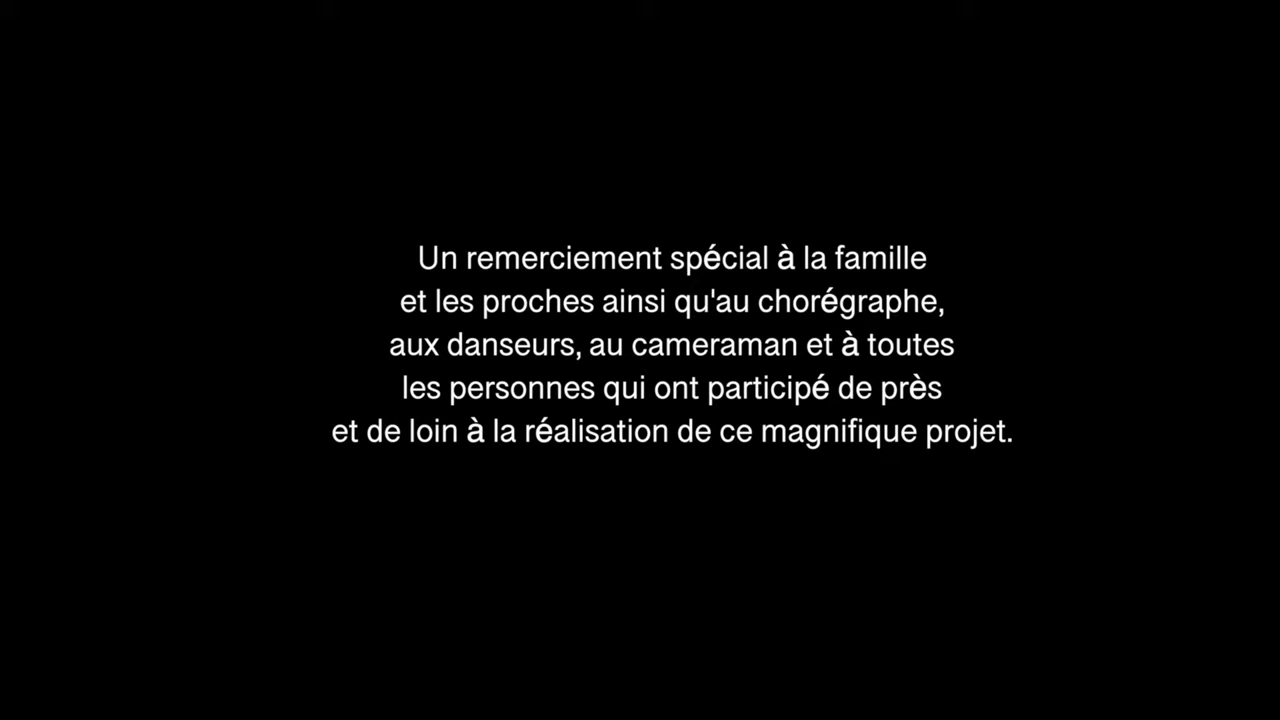 Un remerciement spécial à la famille
et les proches ainsi qu'au chorégraphe,
aux danseurs, au cameraman et à toutes
les personnes qui ont participé de près
et de loin à la réalisation de ce magnifique projet.